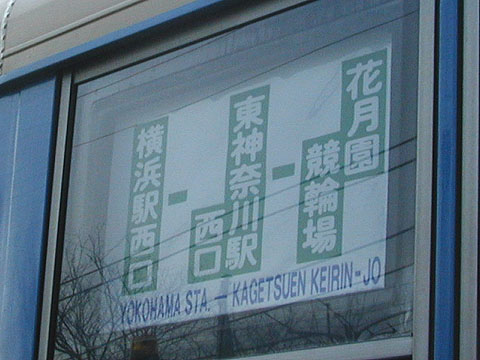 花月園
競輪場
-
東神奈川駅
西口
-
横浜駅西口
YOKOHAMA STA. - KAGETSUEN KEIRIN-JO